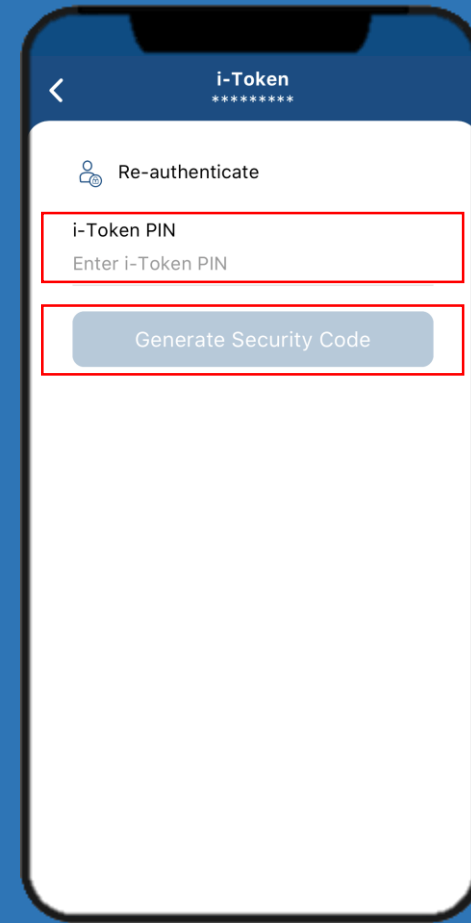 i-Token
*********
Re-authenticate
i-Token PIN
Enter i-Token PIN
Generate Security Code